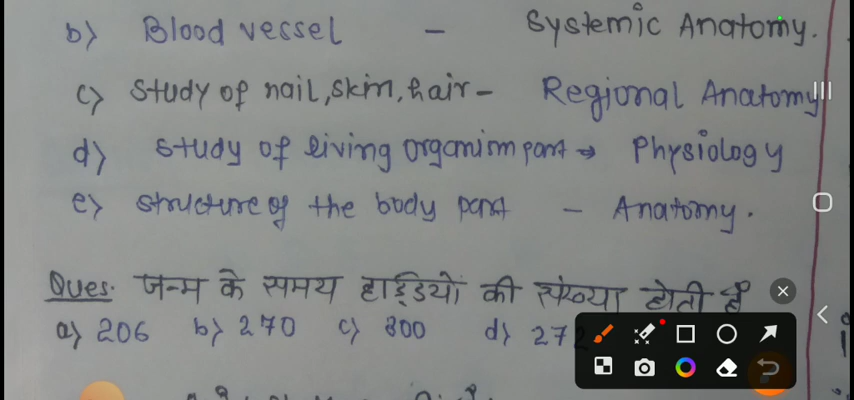 b) Blood vessel - Systemic Anatomy.
c) Study of nail, skin, hair - Regional Anatomy
d) study of living organism part → Physiology
e) structure of the body part - Anatomy.
Ques. जन्म के समय हाड्डियों की संख्या होती है
a) 206 b) 270 c) 300 d) 272